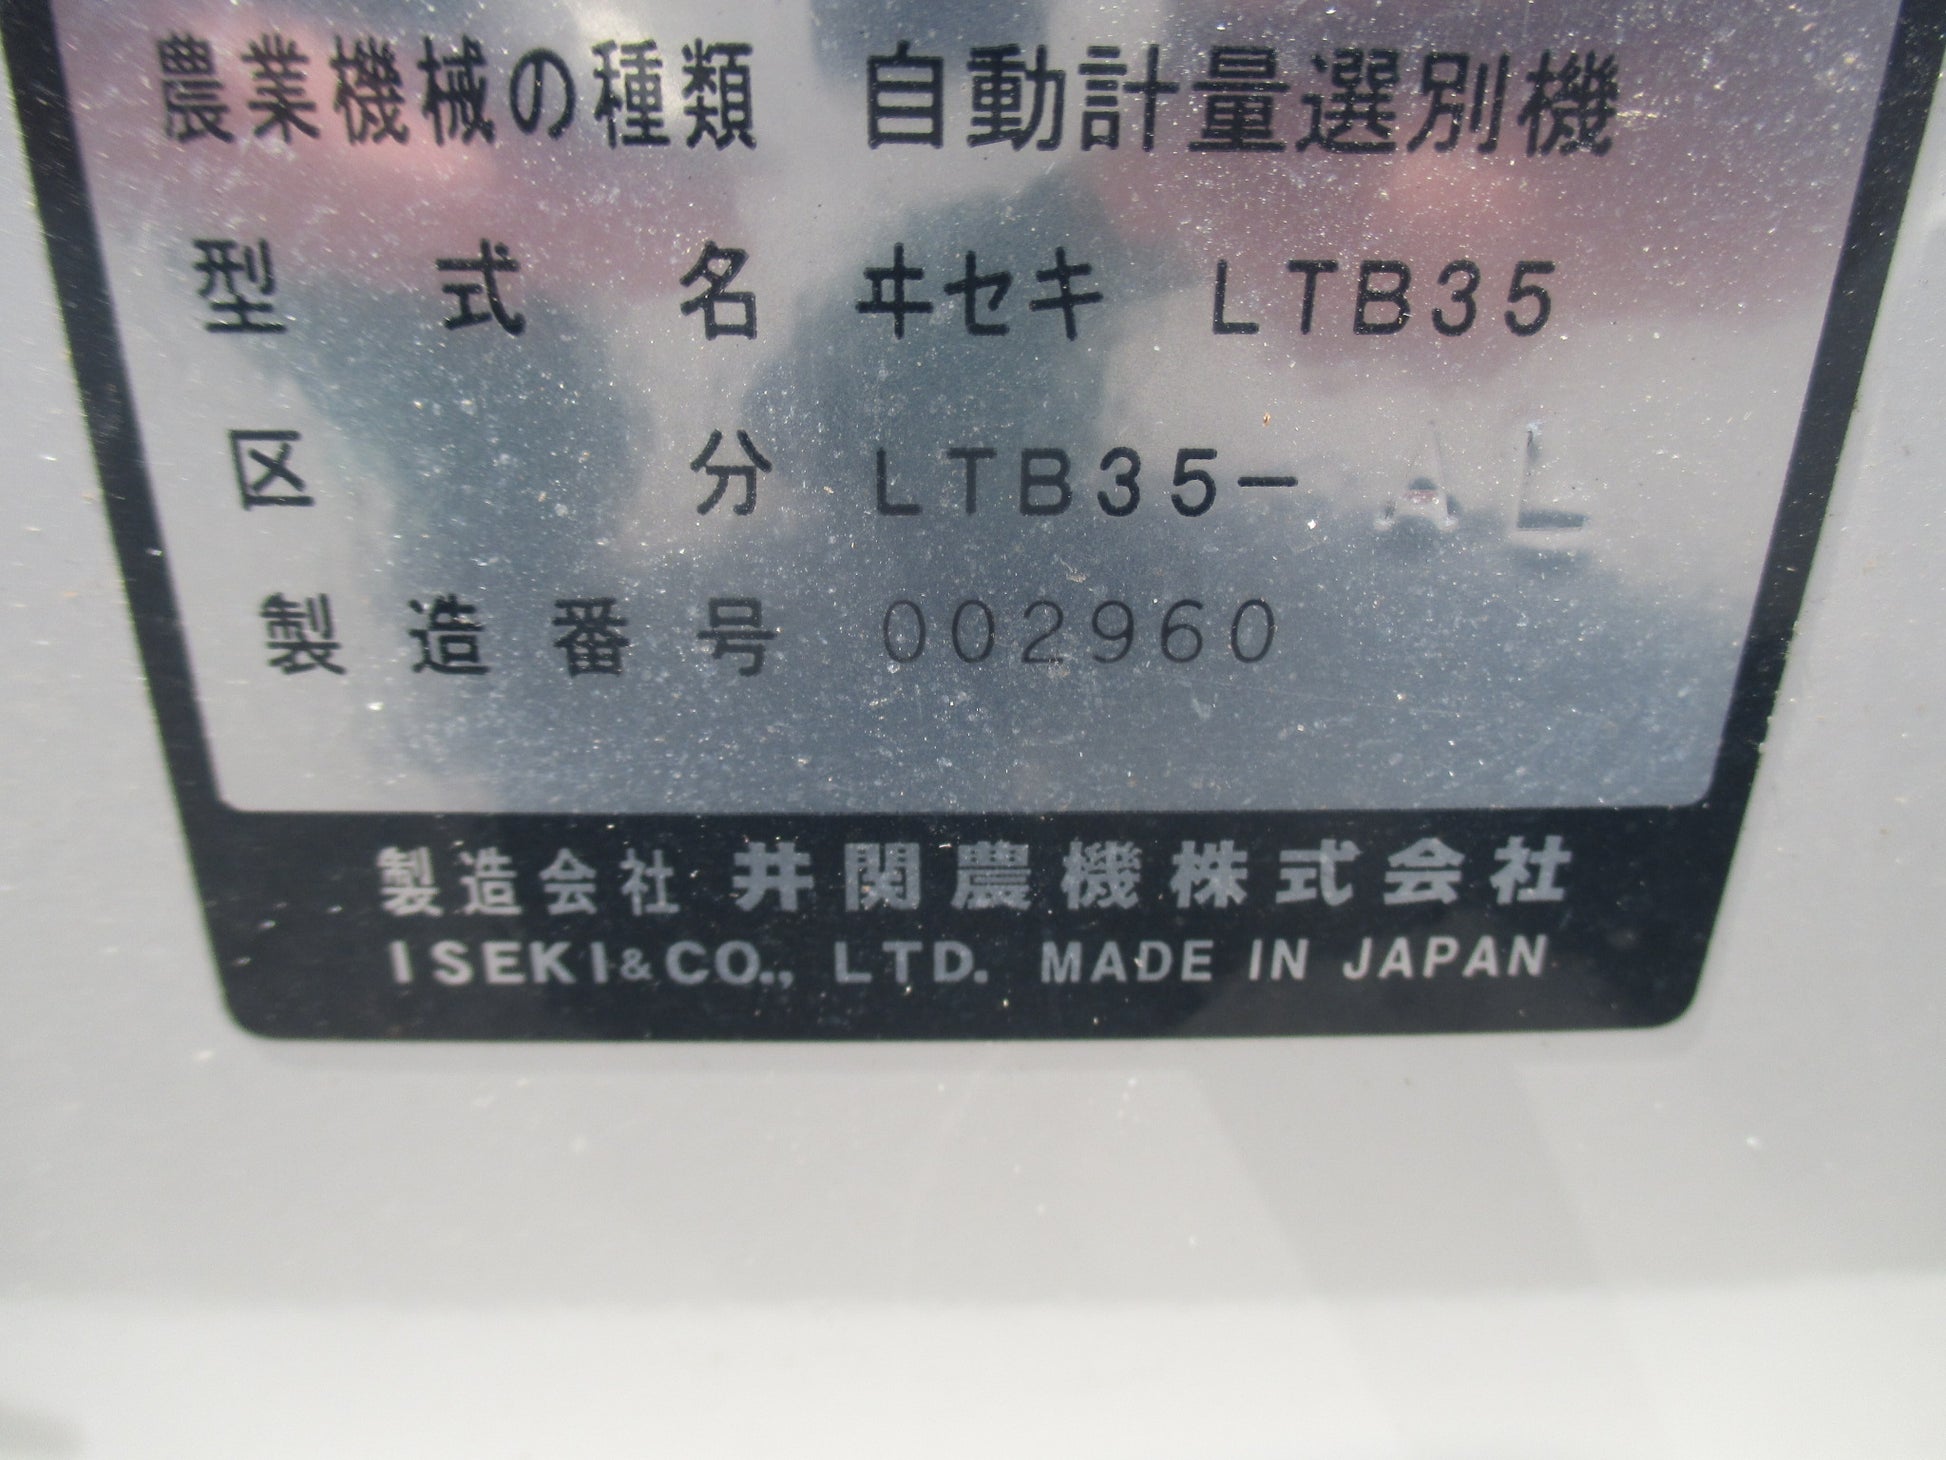 農業機械の種類 自動計量選別機
型式名 ヰセキ LTB35
区分 LTB35- AL
製造番号 002960
製造会社 井関農機株式会社
ISEKI&CO., LTD. MADE IN JAPAN